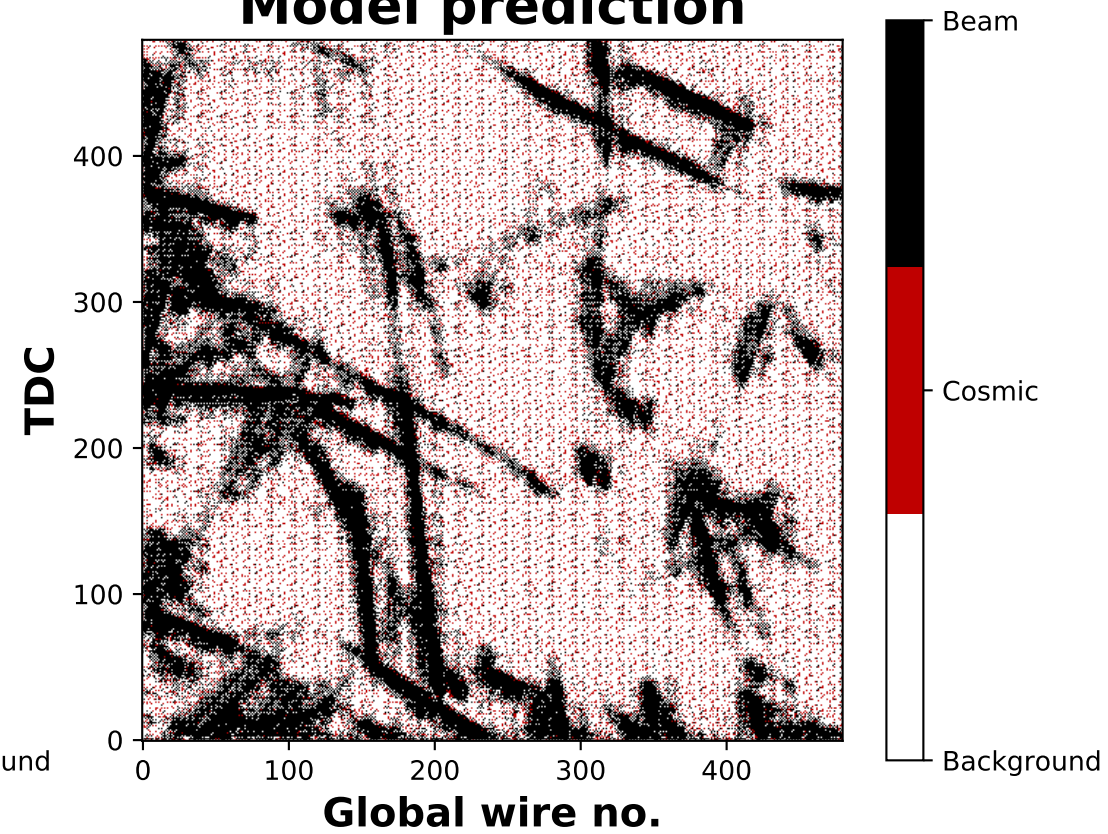 Model prediction
Beam
400
300
TDC
Cosmic
200
100
0
und
Background
0 100 200 300 400
Global wire no.